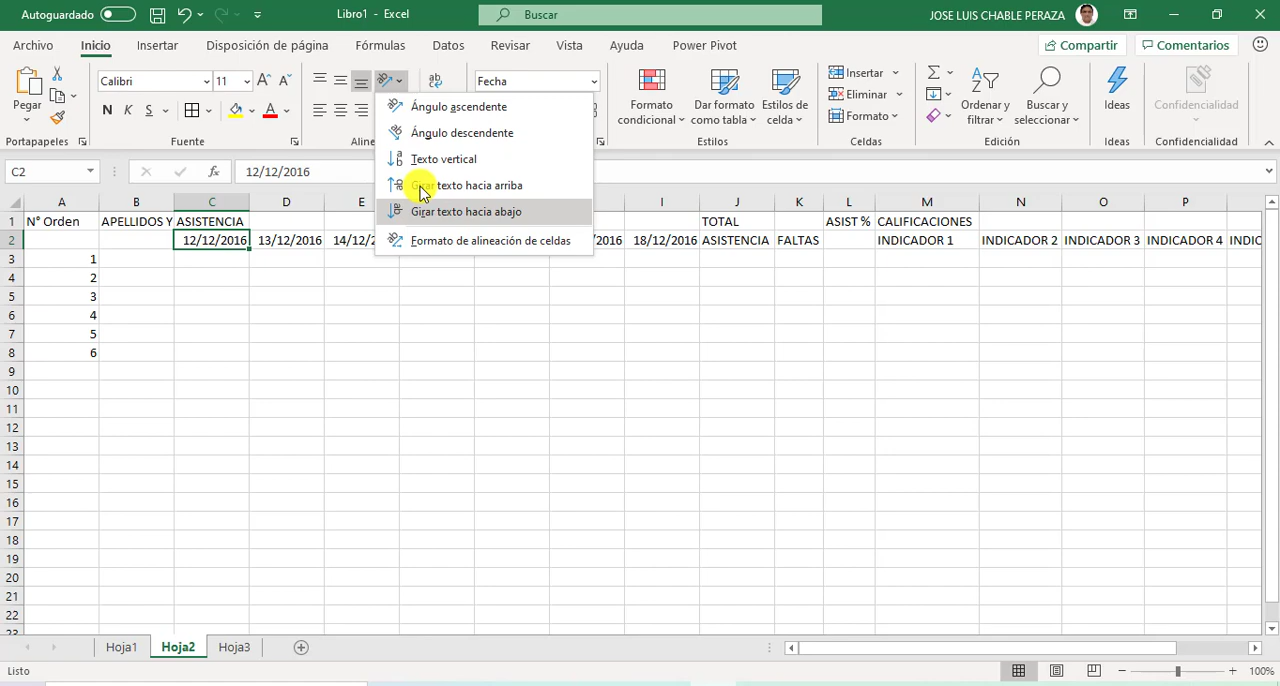 Autoguardado
Libro1 - Excel
Buscar
JOSE LUIS CHABLE PERAZA
Archivo Inicio Insertar Disposición de página Fórmulas Datos Revisar Vista Ayuda Power Pivot Compartir Comentarios
Pegar
Calibri 11
N K S
Fecha
Formato condicional
Dar formato como tabla
Estilos de celda
Insertar
Eliminar
Formato
Ordenar y filtrar
Buscar y seleccionar
Ideas
Confidencialidad
Portapapeles Fuente Aline Estilos Celdas Edición Ideas Confidencialidad
Ángulo ascendente
Ángulo descendente
Texto vertical
Girar texto hacia arriba
Girar texto hacia abajo
Formato de alineación de celdas
C2 fx 12/12/2016
A B C D E I J K L M N O P
1 N° Orden APELLIDOS Y ASISTENCIA TOTAL ASIST % CALIFICACIONES
2 12/12/2016 13/12/2016 14/12/2 /2016 18/12/2016 ASISTENCIA FALTAS INDICADOR 1 INDICADOR 2 INDICADOR 3 INDICADOR 4 INDIC
3 1
4 2
5 3
6 4
7 5
8 6
9
10
11
12
13
14
15
16
17
18
19
20
21
22
23
Hoja1 Hoja2 Hoja3
Listo 100%